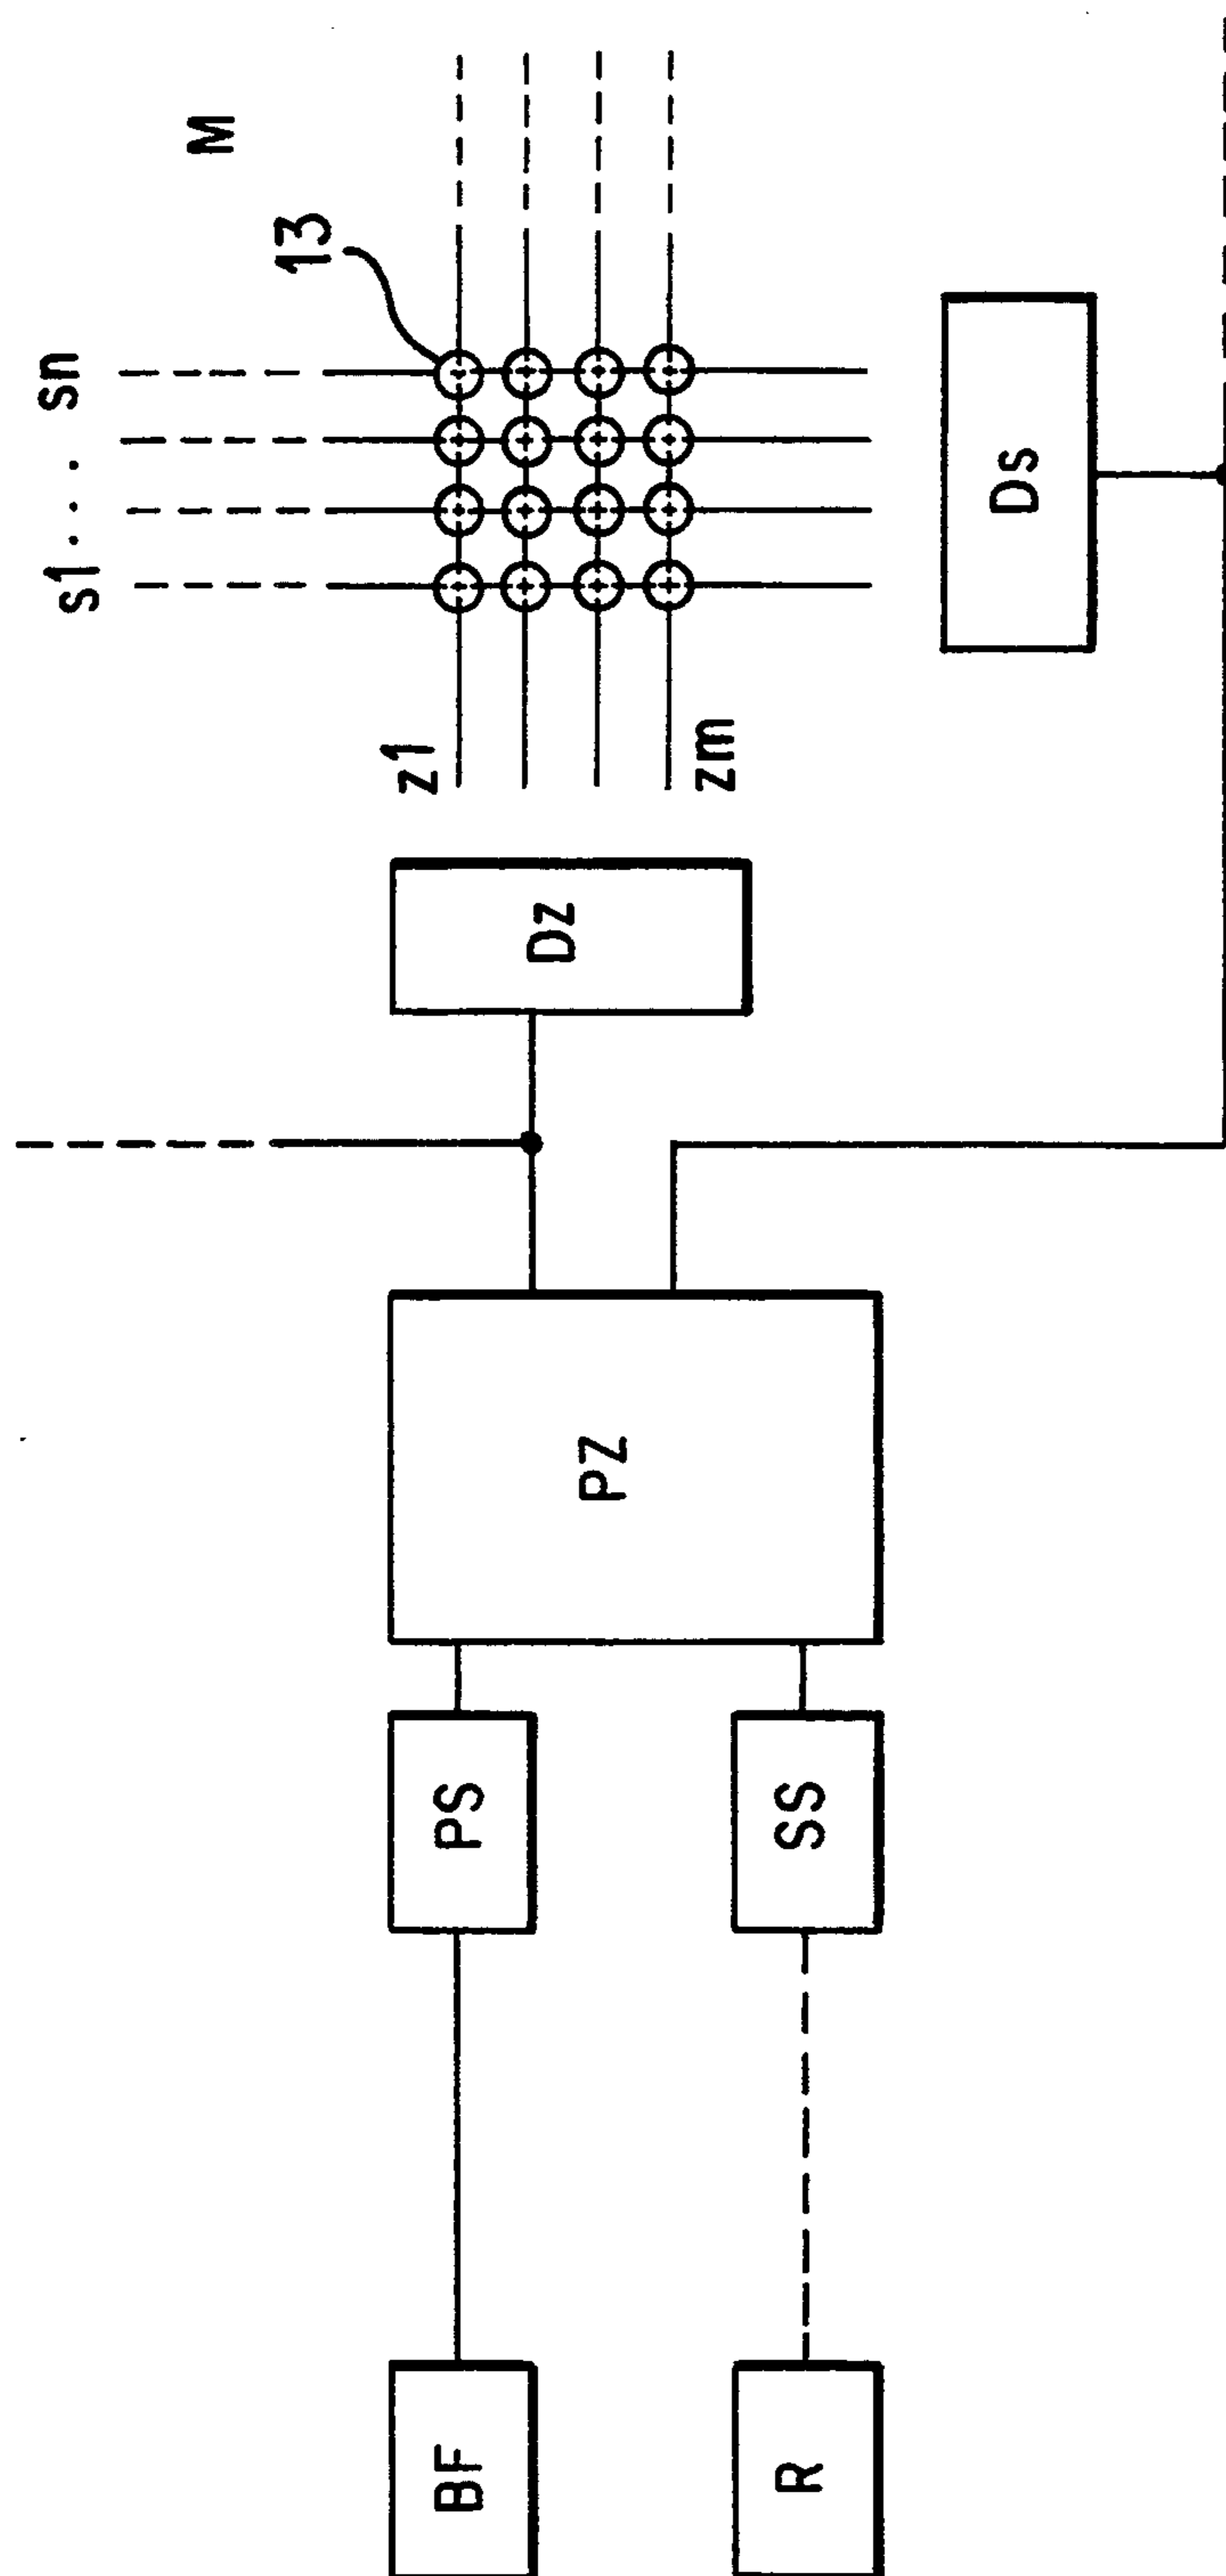 s1 . . . sn
M
13
z1
BF
PS
Dz
PZ
zm
R
SS
Ds